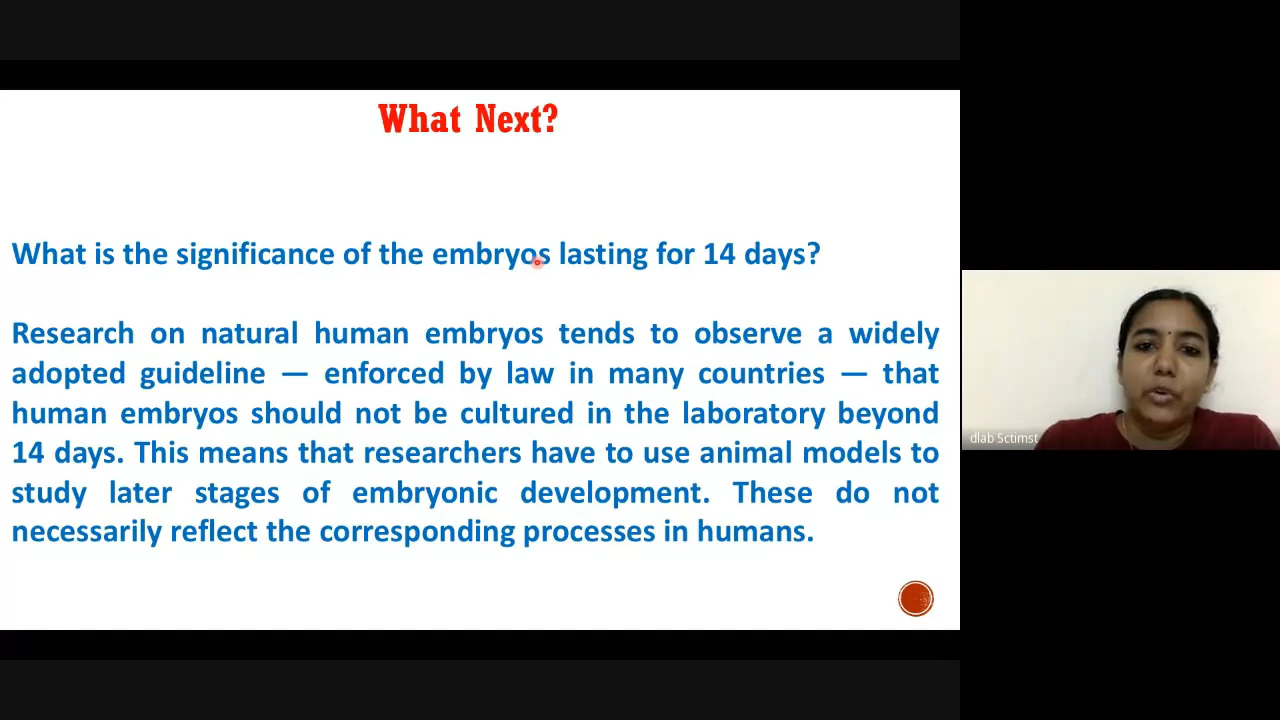 What Next?
What is the significance of the embryos lasting for 14 days?
Research on natural human embryos tends to observe a widely
adopted guideline — enforced by law in many countries — that
human embryos should not be cultured in the laboratory beyond
14 days. This means that researchers have to use animal models to
study later stages of embryonic development. These do not
necessarily reflect the corresponding processes in humans.
dlab Sctimst